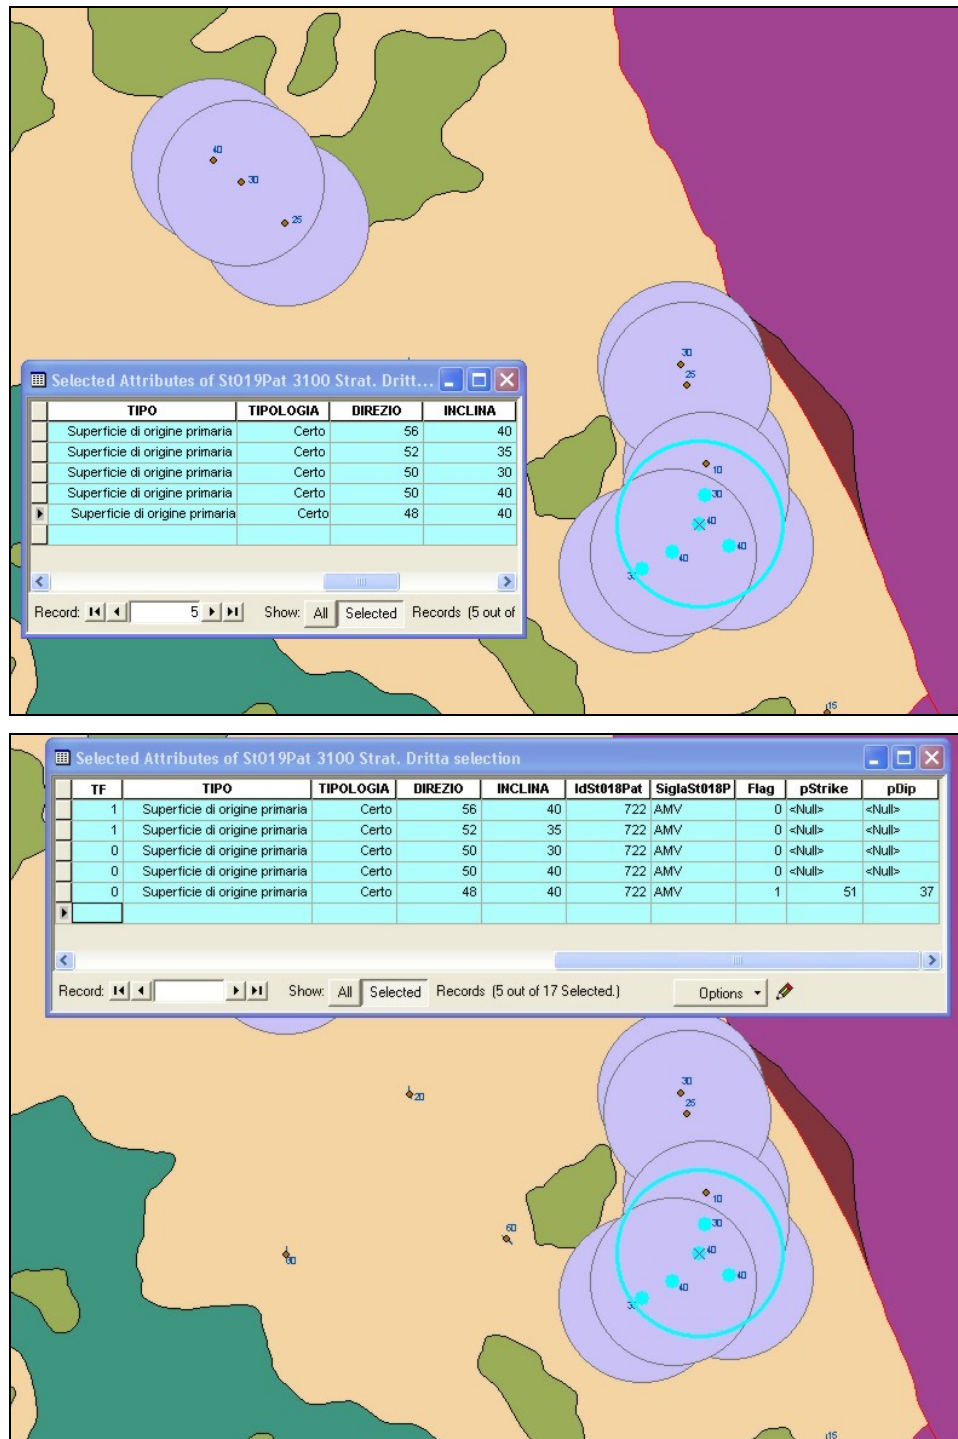 40
30
25
30
25
Selected Attributes of St019Pat 3100 Strat. Dritt...
TIPO TIPOLOGIA DIREZIO INCLINA
Superficie di origine primaria Certo 56 40
Superficie di origine primaria Certo 52 35
Superficie di origine primaria Certo 50 30
Superficie di origine primaria Certo 50 40
Superficie di origine primaria Certo 48 40
Record: 5 Show: All Selected Records (5 out of
10
30
40
40
40
15
Selected Attributes of St019Pat 3100 Strat. Dritta selection
TF TIPO TIPOLOGIA DIREZIO INCLINA IdSt018Pat SiglaSt018P Flag pStrike pDip
1 Superficie di origine primaria Certo 56 40 722 AMV 0 <Null> <Null>
1 Superficie di origine primaria Certo 52 35 722 AMV 0 <Null> <Null>
0 Superficie di origine primaria Certo 50 30 722 AMV 0 <Null> <Null>
0 Superficie di origine primaria Certo 50 40 722 AMV 0 <Null> <Null>
0 Superficie di origine primaria Certo 48 40 722 AMV 1 51 37
Record: Show: All Selected Records (5 out of 17 Selected.) Options
30
20
25
10
30
60
40
40
40
15